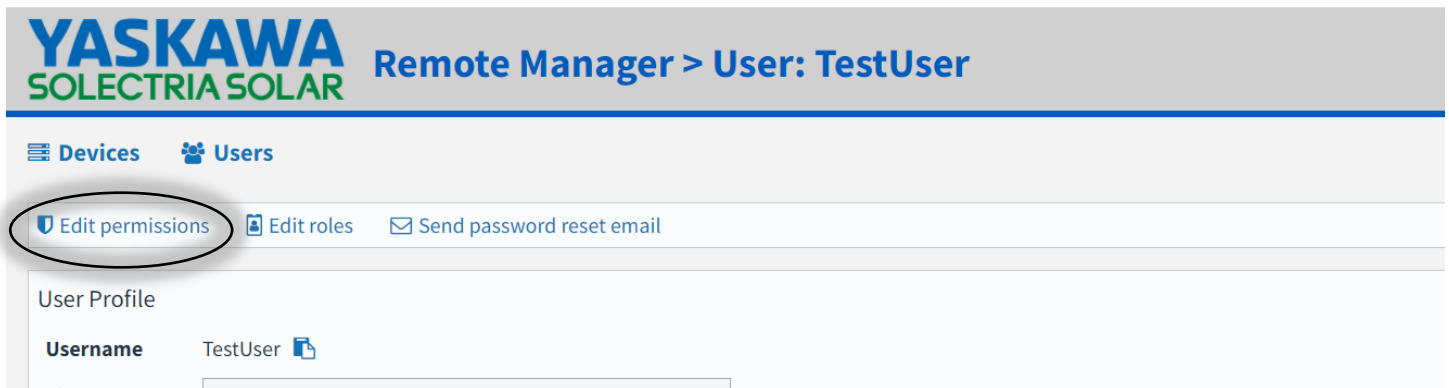 YASKAWA
SOLECTRIA SOLAR
Remote Manager > User: TestUser
Devices Users
Edit permissions Edit roles Send password reset email
User Profile
Username TestUser